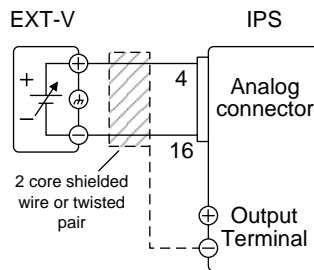 EXT-V
IPS
4
Analog
connector
16
2 core shielded
wire or twisted
pair
Output
Terminal